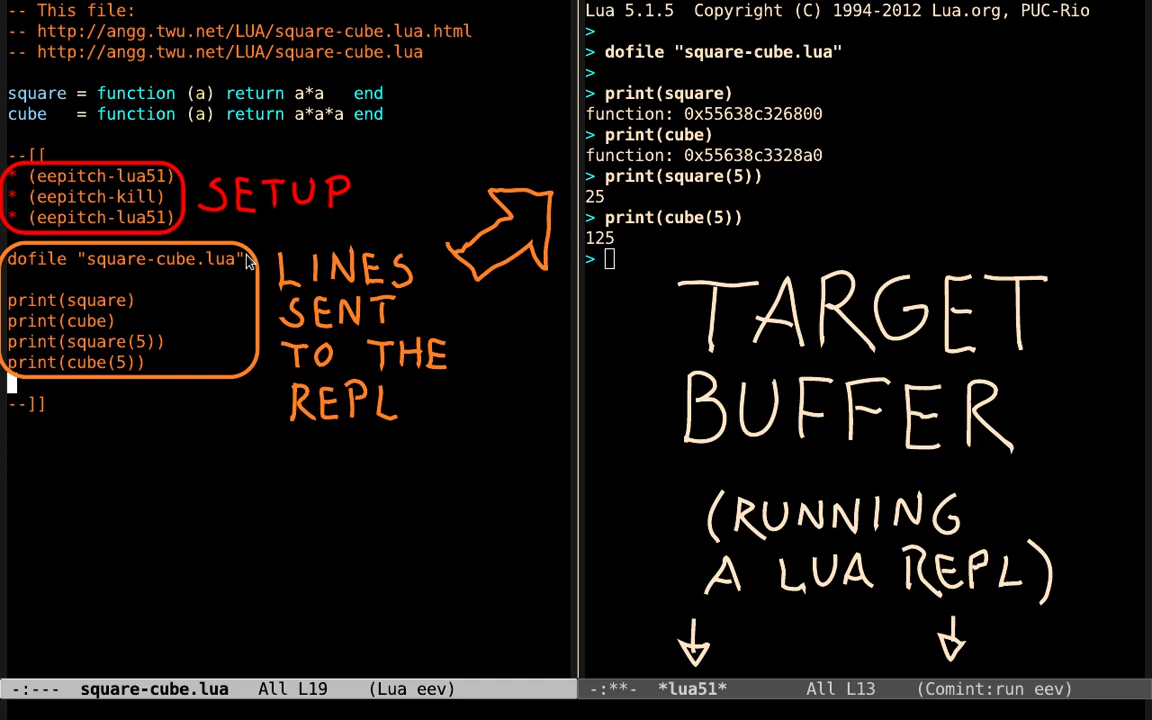 -- This file:
-- http://angg.twu.net/LUA/square-cube.lua.html
-- http://angg.twu.net/LUA/square-cube.lua
square = function (a) return a*a   end
cube   = function (a) return a*a*a end
--[[
* (eepitch-lua51)
* (eepitch-kill)
* (eepitch-lua51)
SETUP
dofile "square-cube.lua"
print(square)
print(cube)
print(square(5))
print(cube(5))
--]]
LINES
SENT
TO THE
REPL
-:---  square-cube.lua   All L19    (Lua eev)
Lua 5.1.5  Copyright (C) 1994-2012 Lua.org, PUC-Rio
>
> dofile "square-cube.lua"
>
> print(square)
function: 0x55638c326800
> print(cube)
function: 0x55638c3328a0
> print(square(5))
25
> print(cube(5))
125
>
TARGET
BUFFER
(RUNNING
A LUA REPL)
-:**-  *lua51*        All L13    (Comint:run eev)